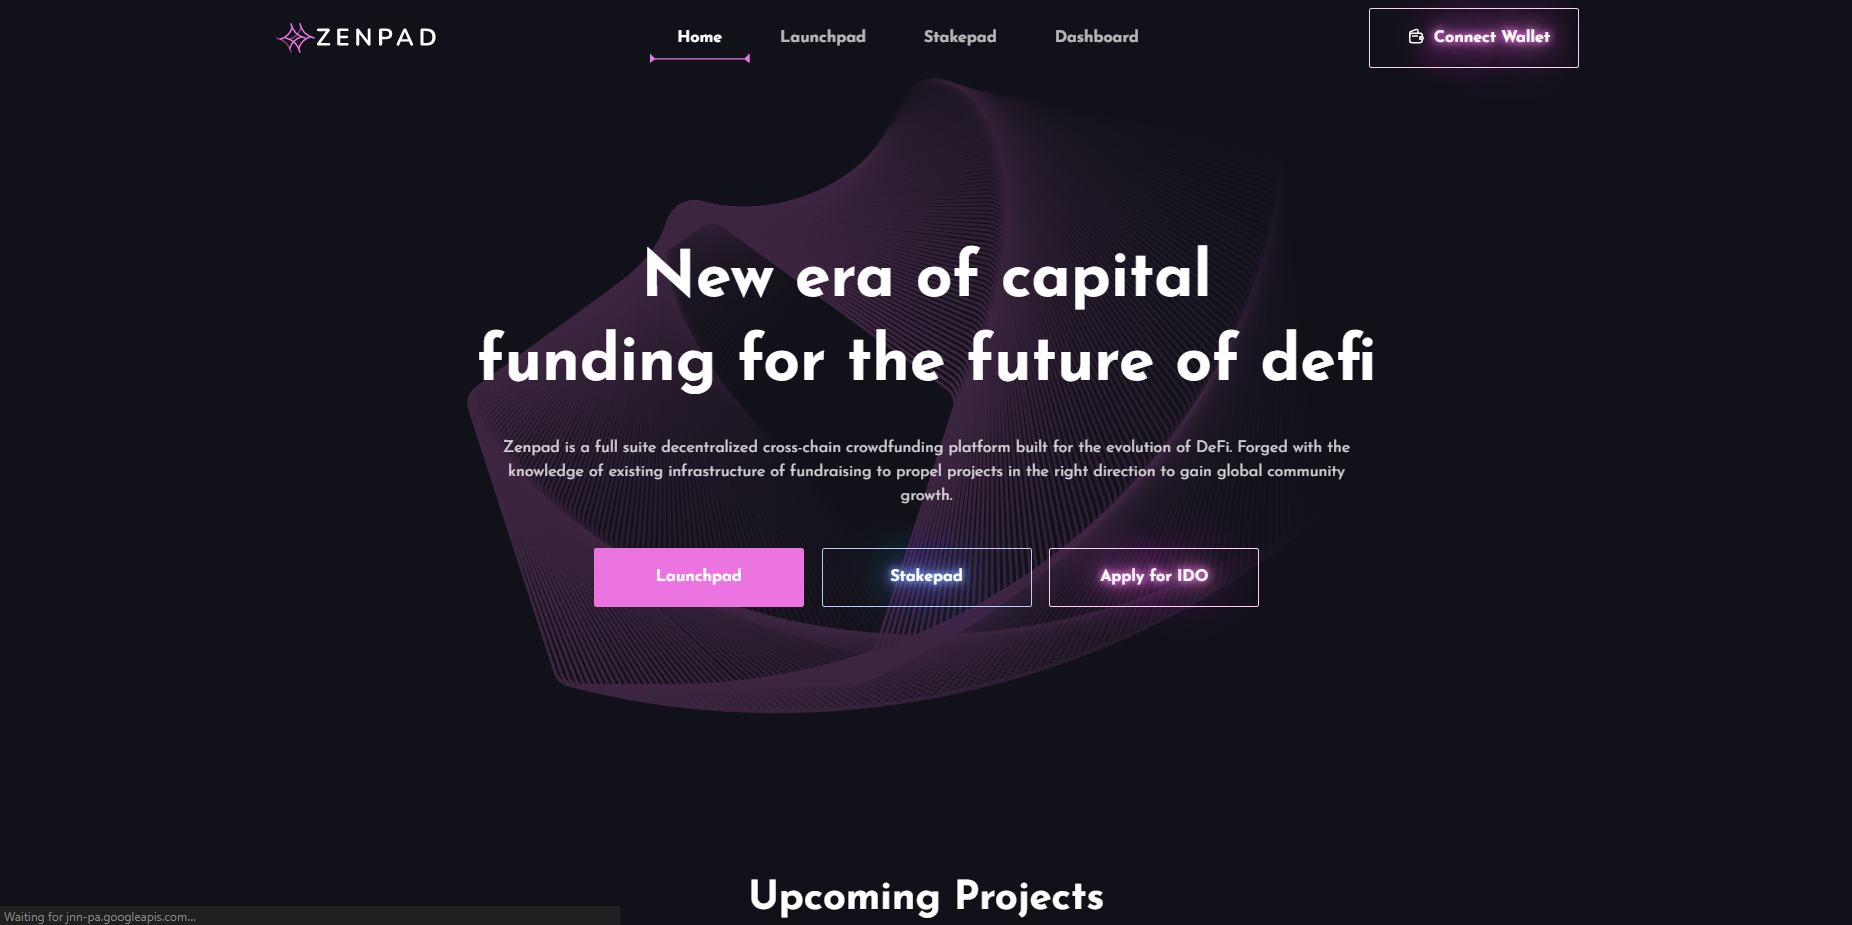 ZENPAD
Home
Launchpad
Stakepad
Dashboard
Connect Wallet
New era of capital
funding for the future of defi
Zenpad is a full suite decentralized cross-chain crowdfunding platform built for the evolution of DeFi. Forged with the
knowledge of existing infrastructure of fundraising to propel projects in the right direction to gain global community
growth.
Launchpad
Stakepad
Apply for IDO
Upcoming Projects
Waiting for jnn-pa.googleapis.com...